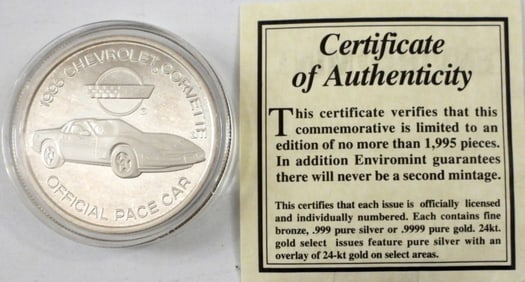 1995 CHEVROLET CORVETTE
OFFICIAL PACE CAR
Certificate
of Authenticity
This certificate verifies that this
commemorative is limited to an
edition of no more than 1,995 pieces.
In addition Enviromint guarantees
there will never be a second mintage.
This certifies that each issue is officially licensed
and individually numbered. Each contains fine
bronze, .999 pure silver or .9999 pure gold. 24kt.
gold select issues feature pure silver with an
overlay of 24-kt gold on select areas.